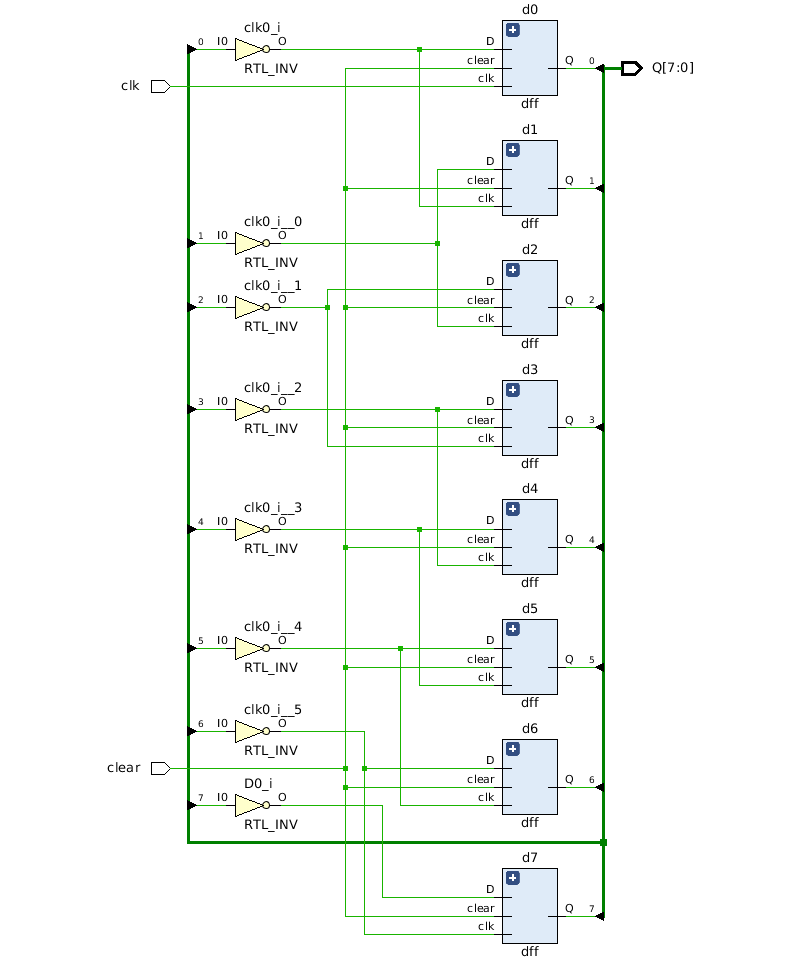 d0
clk0_i
0 I0 O
D
RTL_INV
clear
Q 0
Q[7:0]
clk
clk
dff
d1
D
clear
Q 1
clk
clk0_i__0
dff
1 I0 O
d2
RTL_INV
clk0_i__1
D
2 I0 O
clear
Q 2
RTL_INV
clk
dff
d3
clk0_i__2
3 I0 O
D
RTL_INV
clear
Q 3
clk
dff
d4
clk0_i__3
4 I0 O
D
RTL_INV
clear
Q 4
clk
dff
d5
clk0_i__4
5 I0 O
D
RTL_INV
clear
Q 5
clk
dff
clk0_i__5
6 I0 O
d6
RTL_INV
clear
D
D0_i
clear
Q 6
7 I0 O
clk
RTL_INV
dff
d7
D
clear
Q 7
clk
dff